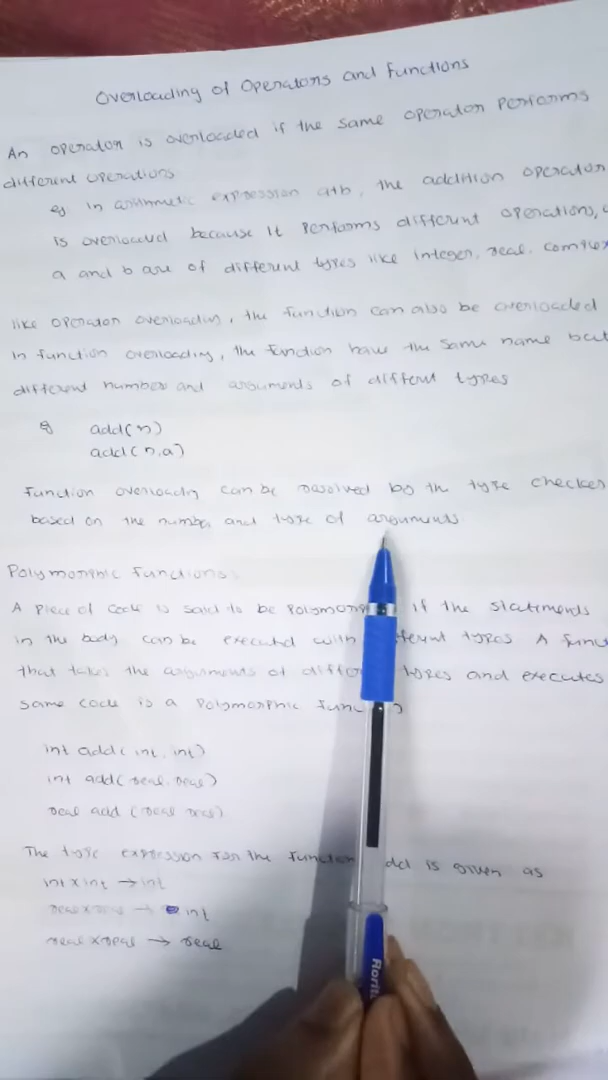 Overloading of Operators and functions
An operator is overloaded if the same operator performs
different operations
eg in arithmetic expression a+b, the addition operator
is overloaded because it performs different operations,
a and b are of different types like integer, real, complex
like operator overloading, the function can also be overloaded
In function overloading, the function have the same name but
different number and arguments of different types
eg add(n)
add(n,a)
function overloading can be resolved by the type checker
based on the number and type of arguments
Polymorphic functions:
A piece of code is said to be Polymorp if the statements
in the body can be executed with types A func
that takes the arguments of differ types and executes
same code is a Polymorphic func
int add(int, int)
int add(real, real)
real add (real real)
The type expression for the function add is given as
int x int → int
real x real → int
real x real → real